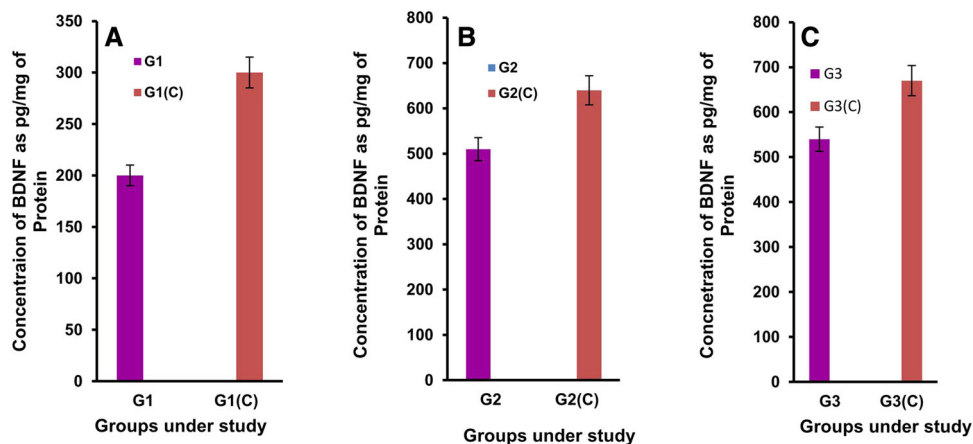 A
Concentraion of BDNF as pg/mg of
Protein
350
300
250
200
150
100
50
0
G1
G1(C)
G1
G1(C)
Groups under study
B
Concentration of BDNF as pg/mg of
Protein
800
700
600
500
400
300
200
100
0
G2
G2(C)
G2
G2(C)
Groups under study
C
Concnetration of BDNF as pg/mg of
Protein
800
700
600
500
400
300
200
100
0
G3
G3(C)
G3
G3(C)
Groups under study